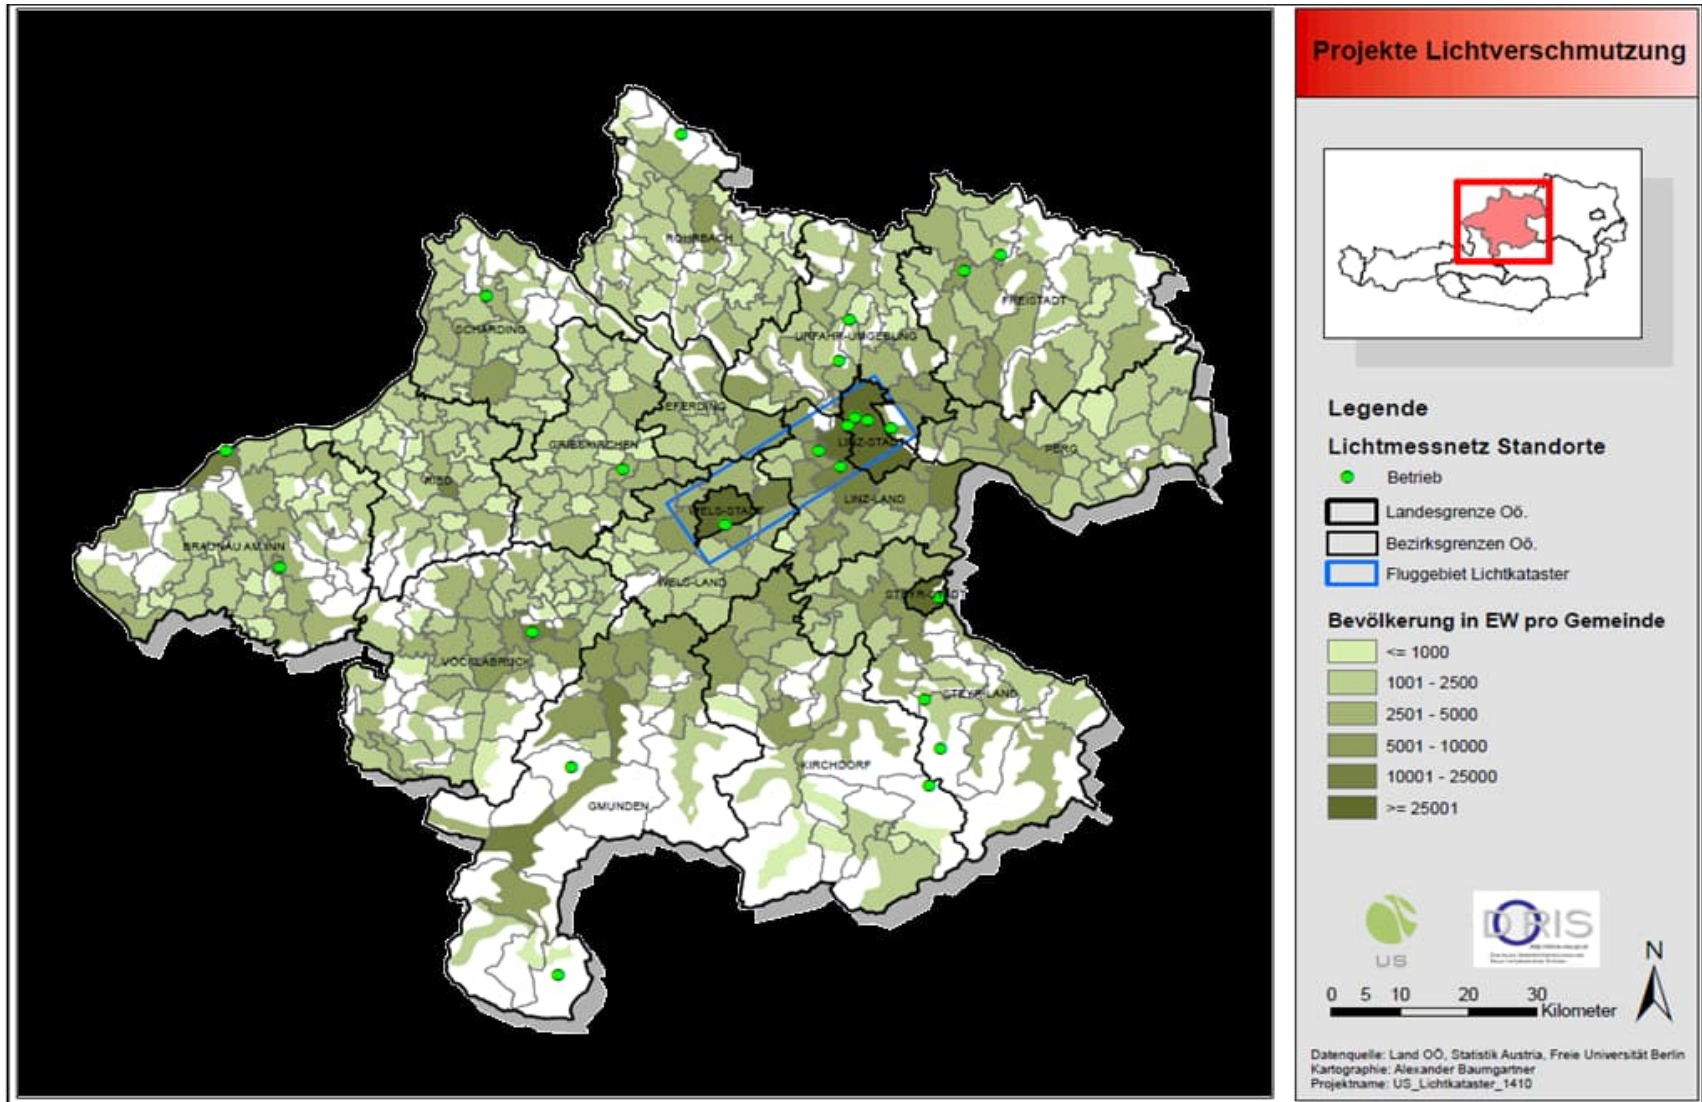 Projekte Lichtverschmutzung
ROHRBACH
FREISTADT
SCHÄRDING
URFAHR-UMGEBUNG
EFERDING
GRIESKIRCHEN
LINZ-STADT
PERG
RIED
LINZ-LAND
WELS-STADT
BRAUNAU AM INN
WELS-LAND
STEYR-STADT
VÖCKLABRUCK
STEYR-LAND
KIRCHDORF
GMUNDEN
Legende
Lichtmessnetz Standorte
Betrieb
Landesgrenze Oö.
Bezirksgrenzen Oö.
Fluggebiet Lichtkataster
Bevölkerung in EW pro Gemeinde
<= 1000
1001 - 2500
2501 - 5000
5001 - 10000
10001 - 25000
>= 25001
US
DORIS
N
0 5 10 20 30
Kilometer
Datenquelle: Land OÖ, Statistik Austria, Freie Universität Berlin
Kartographie: Alexander Baumgartner
Projektname: US_Lichtkataster_1410